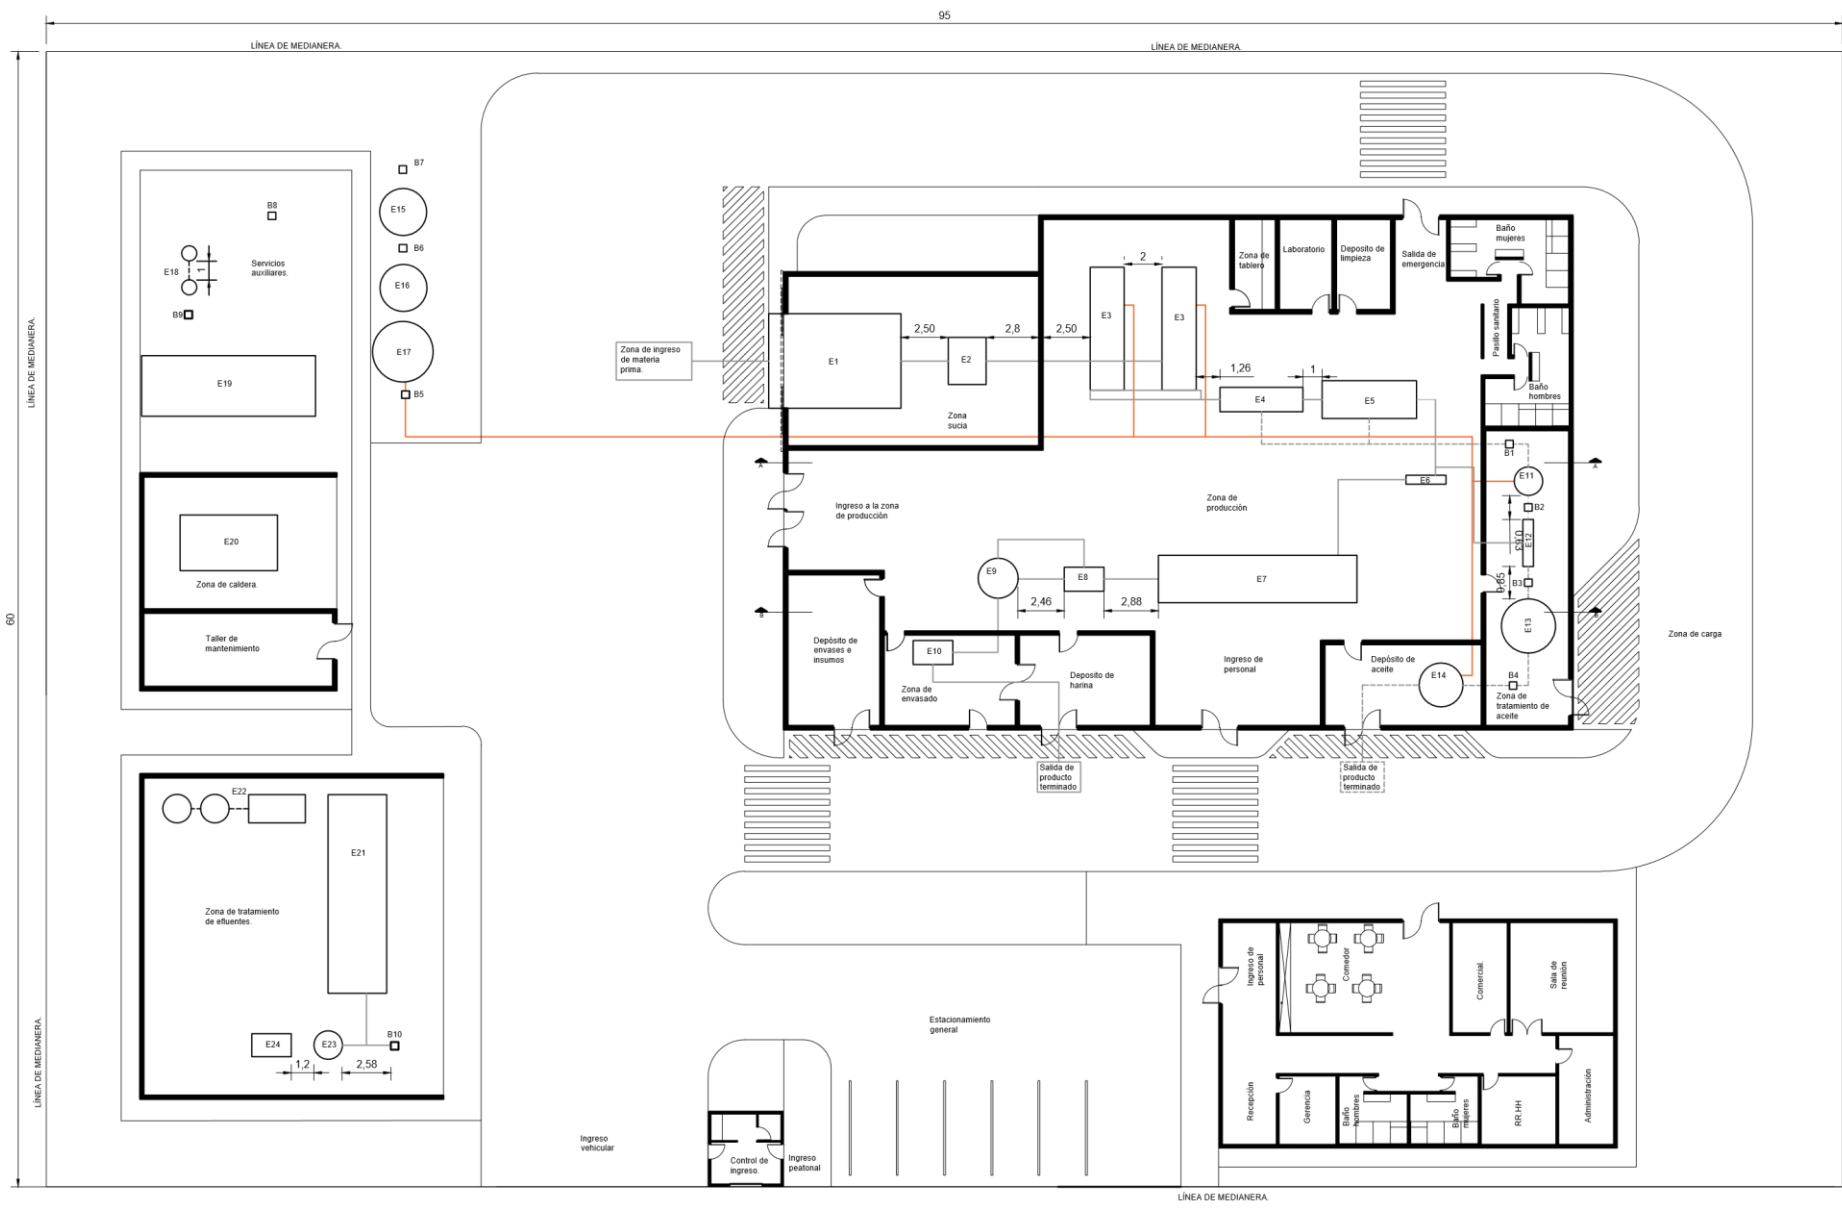 95
LÍNEA DE MEDIANERA.
LÍNEA DE MEDIANERA.
B7
E15
B8
B6
E18
1
Servicios
auxiliares.
E16
B9
E17
E19
B5
LÍNEA DE MEDIANERA.
Zona de ingreso
de materia
prima.
E1
2,50
E2
2,8
2,50
Zona
sucia
E3
2
E3
Zona de
tablero
Laboratorio
Deposito de
limpieza
Salida de
emergencia
Baño
mujeres
Pasillo sanitario
Baño
hombres
1,26
1
E4
E5
A
A
B1
E11
E6
B2
Ingreso a la zona
de producción
Zona de
producción
0,63
E12
E20
Zona de caldera.
E9
E8
E7
2,46
2,88
B3
0,85
60
B
B
E13
Zona de carga
Taller de
mantenimiento
Depósito de
envases e
insumos
E10
Zona de
envasado
Deposito de
harina
Ingreso de
personal
Depósito de
aceite
E14
B4
Zona de
tratamiento de
aceite
Salida de
producto
terminado
Salida de
producto
terminado
E22
E21
Zona de tratamiento
de efluentes.
E24
E23
B10
1,2
2,58
LÍNEA DE MEDIANERA.
Ingreso de
personal
Comedor
Comercial.
Sala de
reunión
Estacionamiento
general
Recepción
Gerencia
Baño
hombres
Baño
mujeres
RR.HH
Administración
Ingreso
vehicular
Control de
ingreso.
Ingreso
peatonal
LÍNEA DE MEDIANERA.